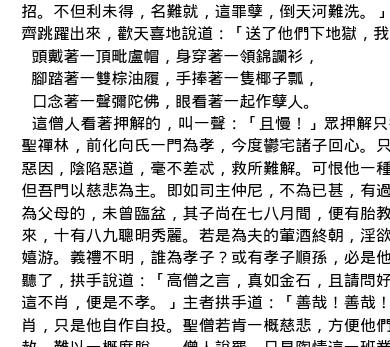 招。不但利未得，名難就，這罪孽，倒天河難洗。」
齊跳躍出來，歡天喜地說道：「送了他們下地獄，我
頭戴著一頂毗盧帽，身穿著一領錦襴衫，
腳踏著一雙棕油履，手捧著一隻椰子瓢，
口念著一聲彌陀佛，眼看著一起作孽人。
這僧人看著押解的，叫一聲：「且慢！」眾押解只
聖禪林，前化向氏一門為孝，今度鬱宅諸子回心。只
惡因，陰陷惡道，毫不差忒，救所難解。可恨他一種
但吾門以慈悲為主。即如司主仲尼，不為已甚，有過
為父母的，未曾臨盆，其子尚在七八月間，便有胎教
來，十有八九聰明秀麗。若是為夫的葷酒終朝，淫欲
嬉游。義禮不明，誰為孝子？或有孝子順孫，必是他
聽了，拱手說道：「高僧之言，真如金石，且請問好
這不肖，便是不孝。」主者拱手道：「善哉！善哉！
肖，只是他自作自投。聖僧若肯一概慈悲，方便他們